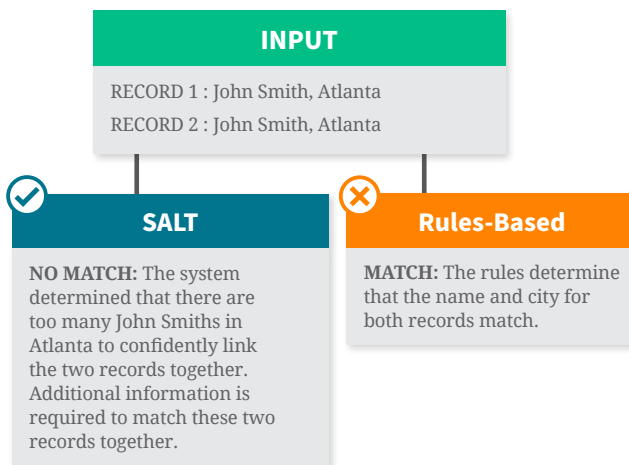 INPUT
RECORD 1 : John Smith, Atlanta
RECORD 2 : John Smith, Atlanta
SALT
NO MATCH: The system
determined that there are
too many John Smiths in
Atlanta to confidently link
the two records together.
Additional information is
required to match these two
records together.
Rules-Based
MATCH: The rules determine
that the name and city for
both records match.